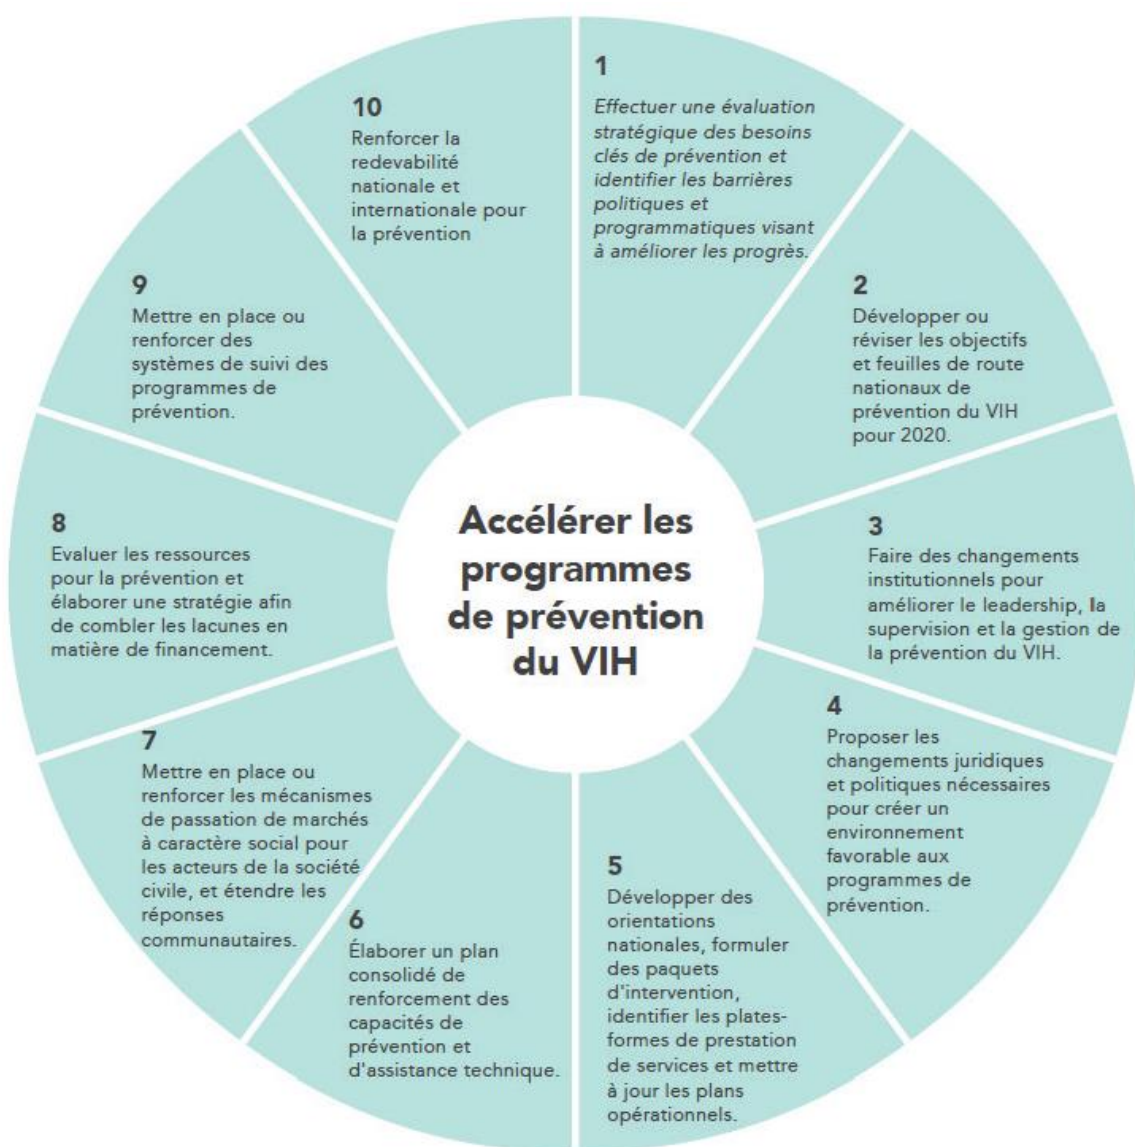 1
Effectuer une évaluation
stratégique des besoins
clés de prévention et
identifier les barrières
politiques et
programmatiques visant
à améliorer les progrès.
2
Développer ou
réviser les objectifs
et feuilles de route
nationaux de
prévention du VIH
pour 2020.
3
Faire des changements
institutionnels pour
améliorer le leadership, la
supervision et la gestion de
la prévention du VIH.
4
Proposer les
changements juridiques
et politiques nécessaires
pour créer un
environnement
favorable aux
programmes de
prévention.
5
Développer des
orientations
nationales, formuler
des paquets
d'intervention,
identifier les plates-
formes de prestation
de services et mettre
à jour les plans
opérationnels.
6
Élaborer un plan
consolidé de
renforcement des
capacités de
prévention et
d'assistance technique.
7
Mettre en place ou
renforcer les mécanismes
de passation de marchés
à caractère social pour
les acteurs de la société
civile, et étendre les
réponses
communautaires.
8
Evaluer les ressources
pour la prévention et
élaborer une stratégie afin
de combler les lacunes en
matière de financement.
9
Mettre en place ou
renforcer des
systèmes de suivi des
programmes de
prévention.
10
Renforcer la
redevabilité
nationale et
internationale pour
la prévention
Accélérer les
programmes
de prévention
du VIH